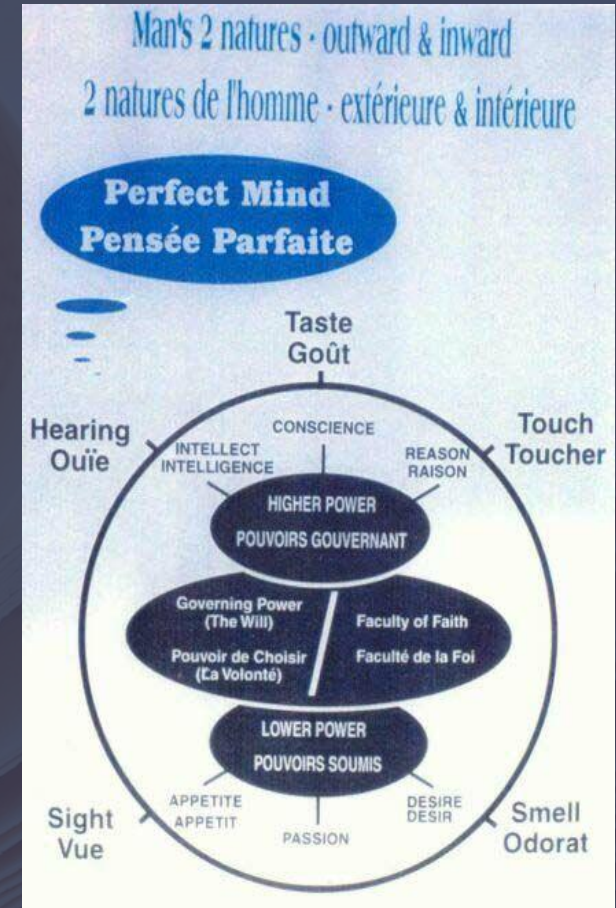 Man's 2 natures - outward & inward
2 natures de l'homme - extérieure & intérieure
Perfect Mind
Pensée Parfaite
Taste
Goût
Hearing
Ouïe
Touch
Toucher
CONSCIENCE
INTELLECT
INTELLIGENCE
REASON
RAISON
HIGHER POWER
POUVOIRS GOUVERNANT
Governing Power
(The Will)
Pouvoir de Choisir
(La Volonté)
Faculty of Faith
Faculté de la Foi
LOWER POWER
POUVOIRS SOUMIS
APPETITE
APPETIT
PASSION
DESIRE
DESIR
Sight
Vue
Smell
Odorat